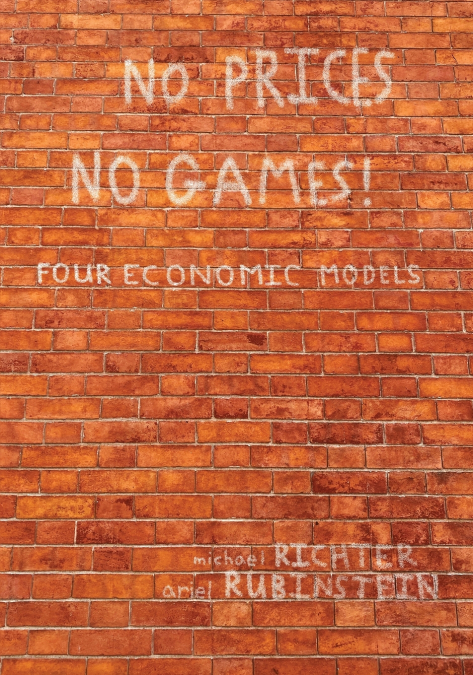 NO PRICES
NO GAMES!
FOUR ECONOMIC MODELS
michael RICHTER
ariel RUBINSTEIN